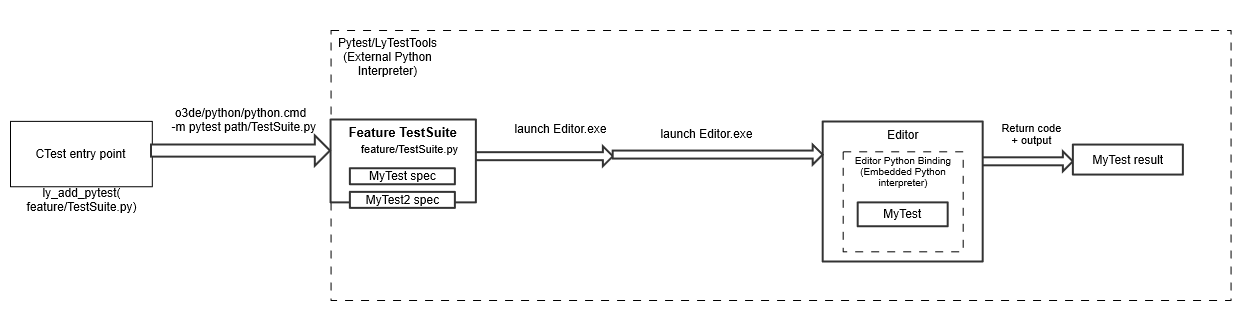 Pytest/LyTestTools
(External Python
Interpreter)
o3de/python/python.cmd
-m pytest path/TestSuite.py
CTest entry point
ly_add_pytest(
feature/TestSuite.py)
Feature TestSuite
feature/TestSuite.py
MyTest spec
MyTest2 spec
launch Editor.exe
launch Editor.exe
Editor
Editor Python Binding
(Embedded Python
interpreter)
MyTest
Return code
+ output
MyTest result